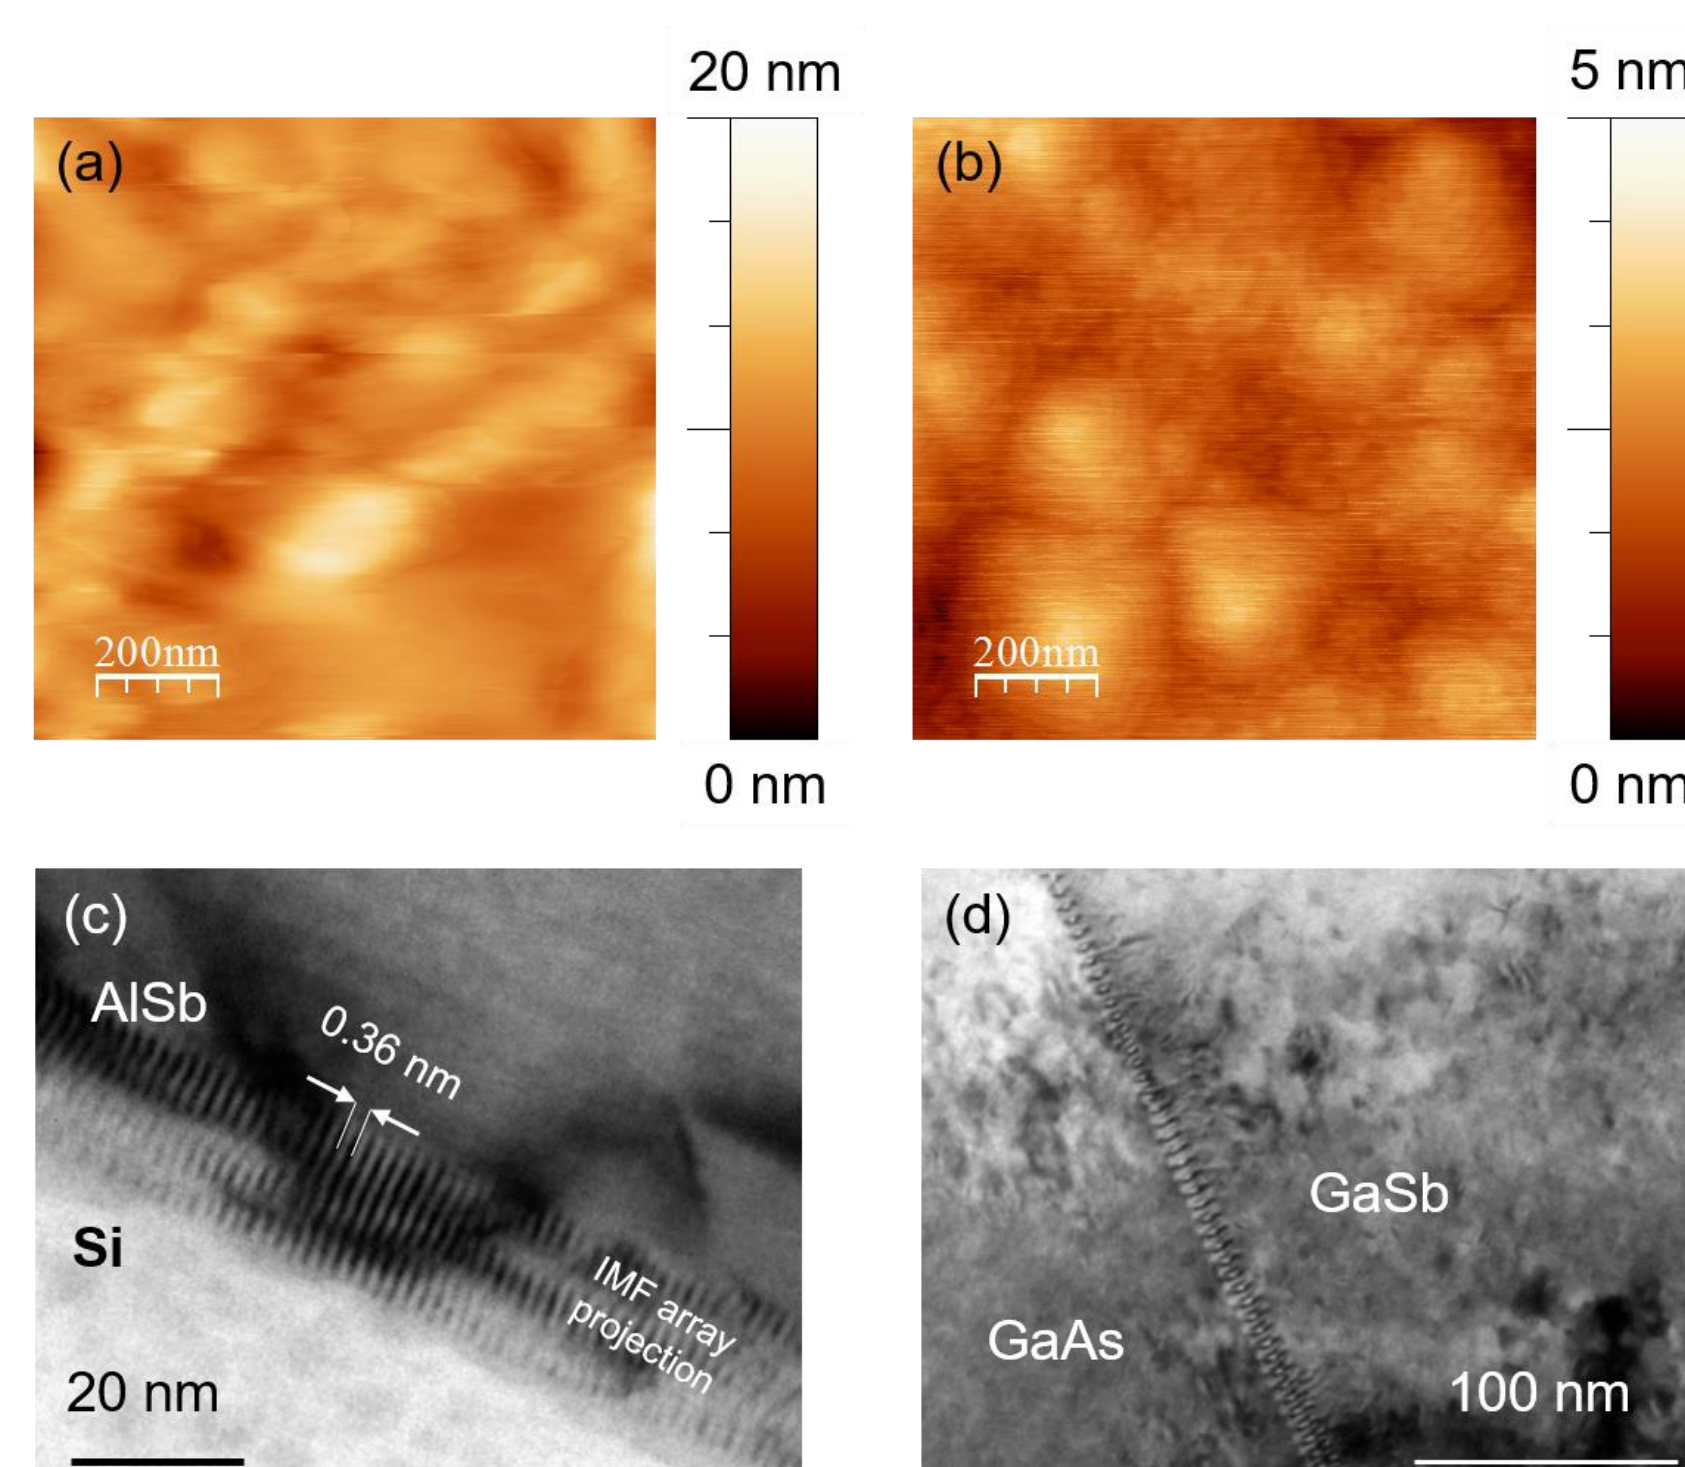 20 nm
5 nm
(a)
(b)
200nm
200nm
0 nm
0 nm
(c)
(d)
AlSb
0.36 nm
GaSb
Si
IMF array
projection
GaAs
20 nm
100 nm